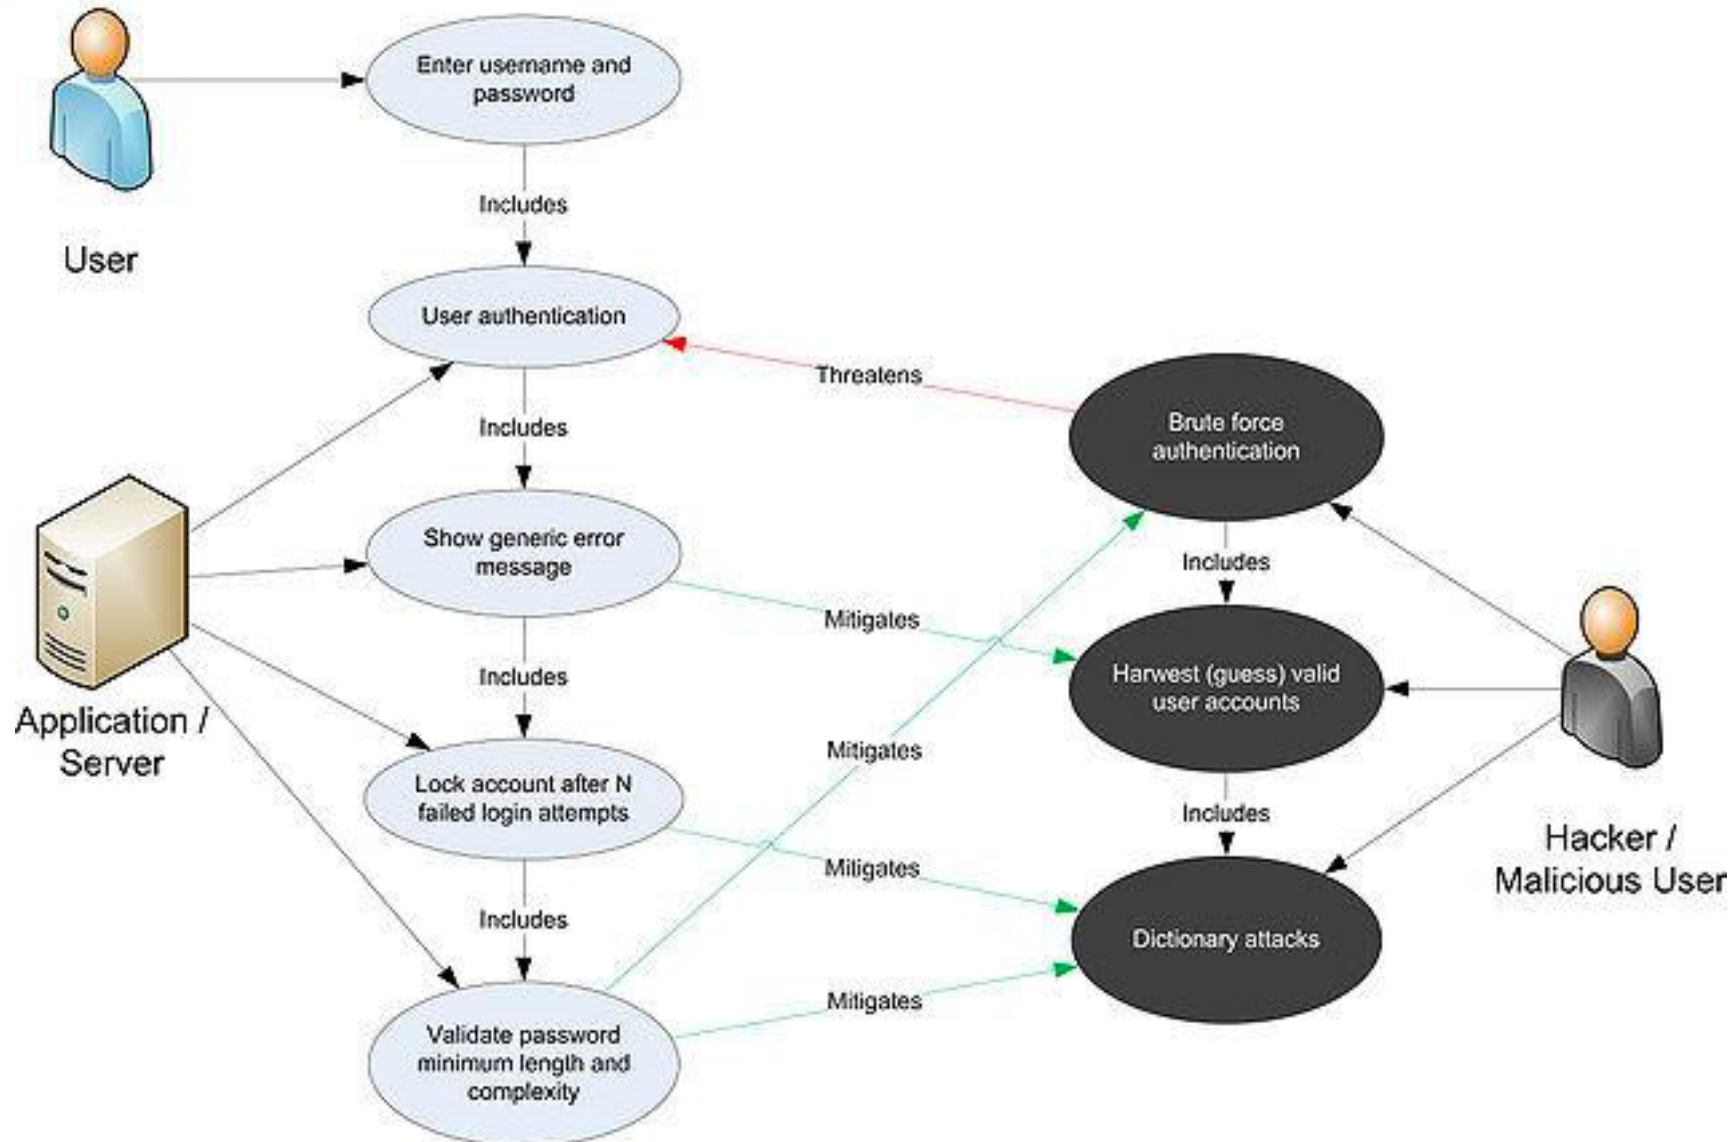 Enter username and
password
Includes
User
User authentication
Threatens
Brute force
authentication
Includes
Show generic error
message
Includes
Mitigates
Harwest (guess) valid
user accounts
Includes
Application /
Server
Mitigates
Lock account after N
failed login attempts
Includes
Hacker /
Malicious User
Mitigates
Dictionary attacks
Includes
Mitigates
Validate password
minimum length and
complexity